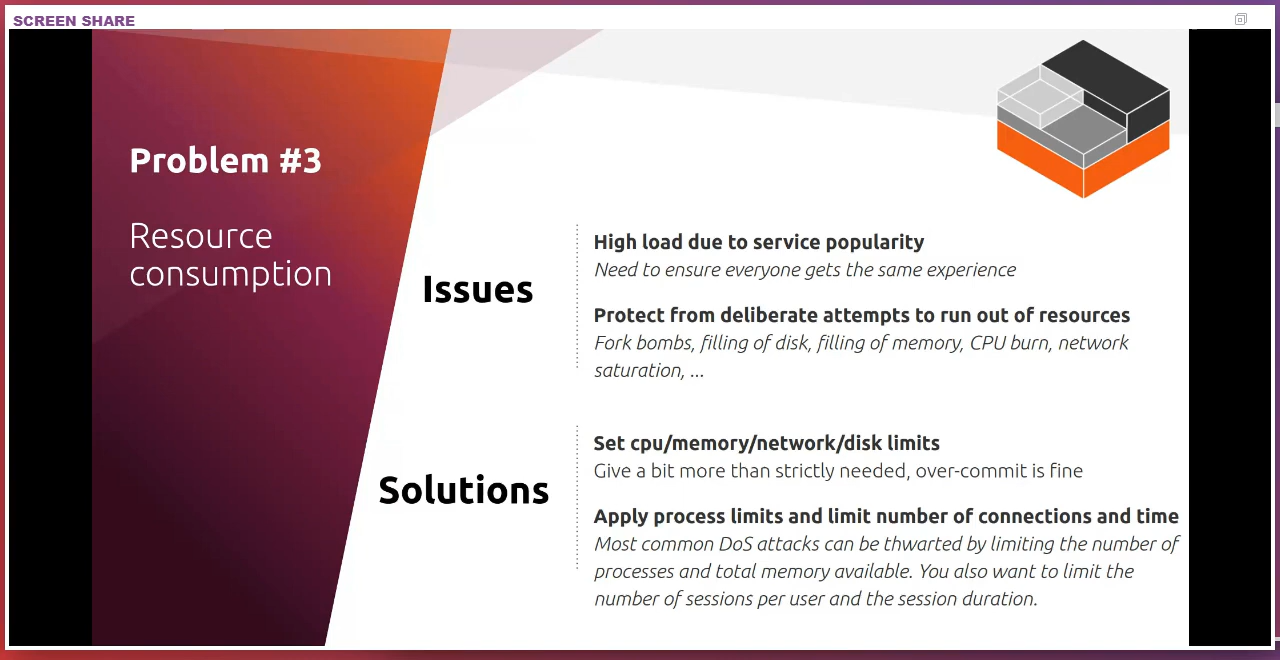 SCREEN SHARE
Problem #3
Resource
consumption
Issues
High load due to service popularity
Need to ensure everyone gets the same experience
Protect from deliberate attempts to run out of resources
Fork bombs, filling of disk, filling of memory, CPU burn, network
saturation, ...
Solutions
Set cpu/memory/network/disk limits
Give a bit more than strictly needed, over-commit is fine
Apply process limits and limit number of connections and time
Most common DoS attacks can be thwarted by limiting the number of
processes and total memory available. You also want to limit the
number of sessions per user and the session duration.